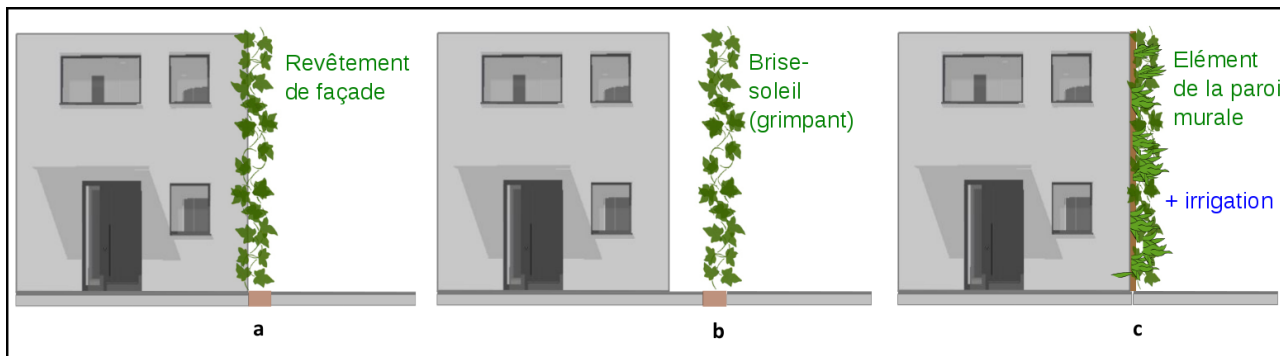 Revêtement
de façade
Brise-
soleil
(grimpant)
Elément
de la paroi
murale
+ irrigation
a
b
c